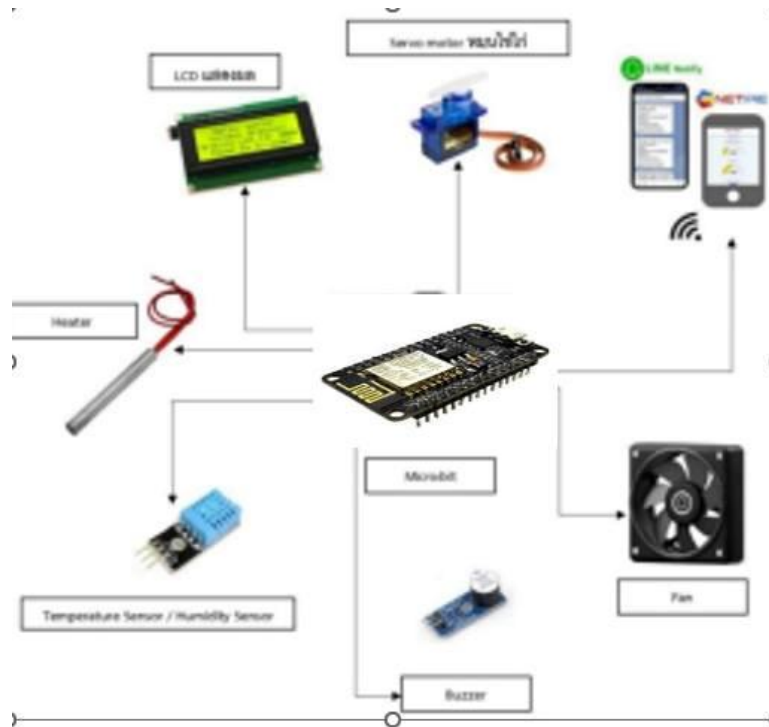 Servo motor หมุนไข่ไก่
LCD แสดงผล
LINE Notify
NETPIE
Heater
Microbit
Temperature Sensor / Humidity Sensor
Fan
Buzzer